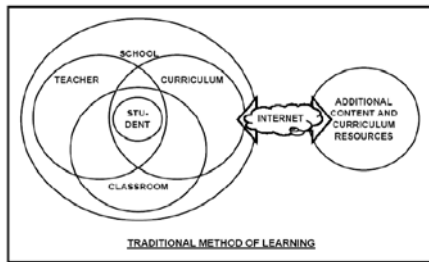 SCHOOL
TEACHER
CURRICULUM
STU-
DENT
CLASSROOM
INTERNET
ADDITIONAL
CONTENT AND
CURRICULUM
RESOURCES
TRADITIONAL METHOD OF LEARNING